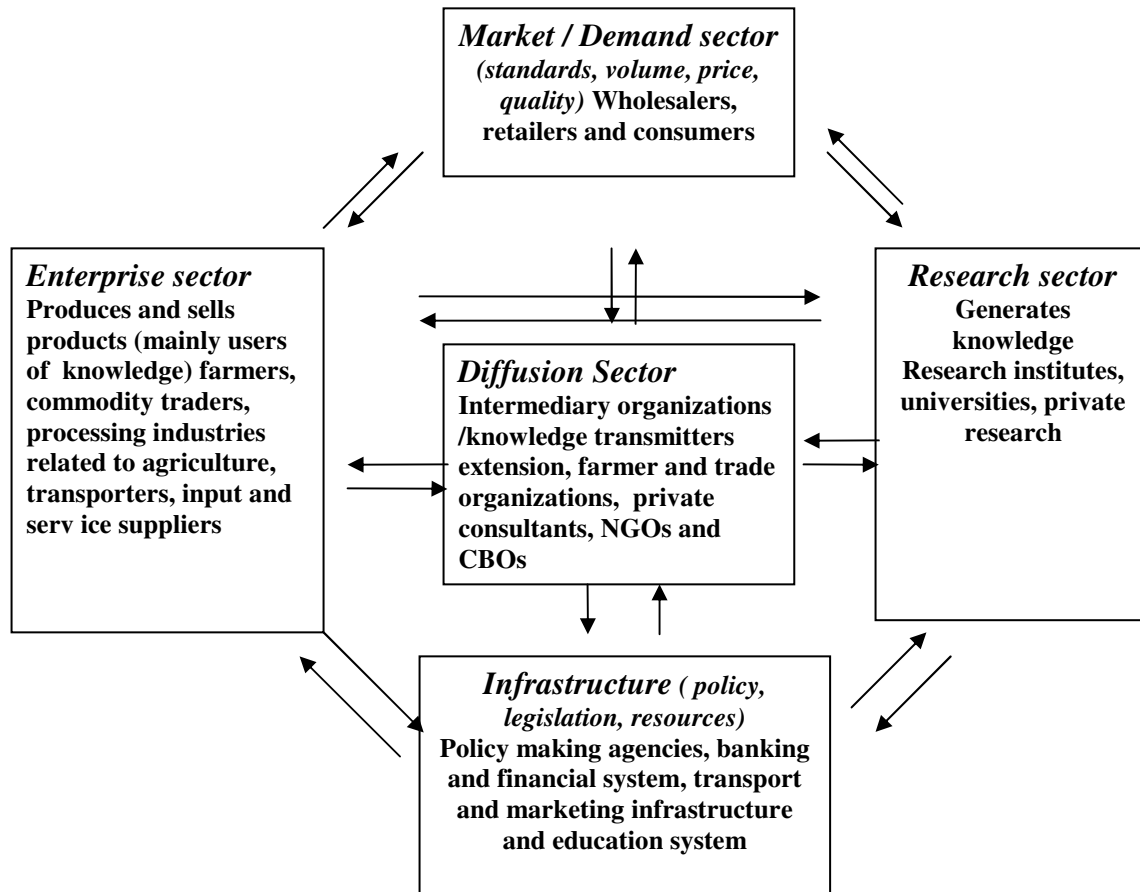 Market / Demand sector
(standards, volume, price,
quality) Wholesalers,
retailers and consumers
Enterprise sector
Produces and sells
products (mainly users
of knowledge) farmers,
commodity traders,
processing industries
related to agriculture,
transporters, input and
serv ice suppliers
Diffusion Sector
Intermediary organizations
/knowledge transmitters
extension, farmer and trade
organizations, private
consultants, NGOs and
CBOs
Research sector
Generates
knowledge
Research institutes,
universities, private
research
Infrastructure ( policy,
legislation, resources)
Policy making agencies, banking
and financial system, transport
and marketing infrastructure
and education system